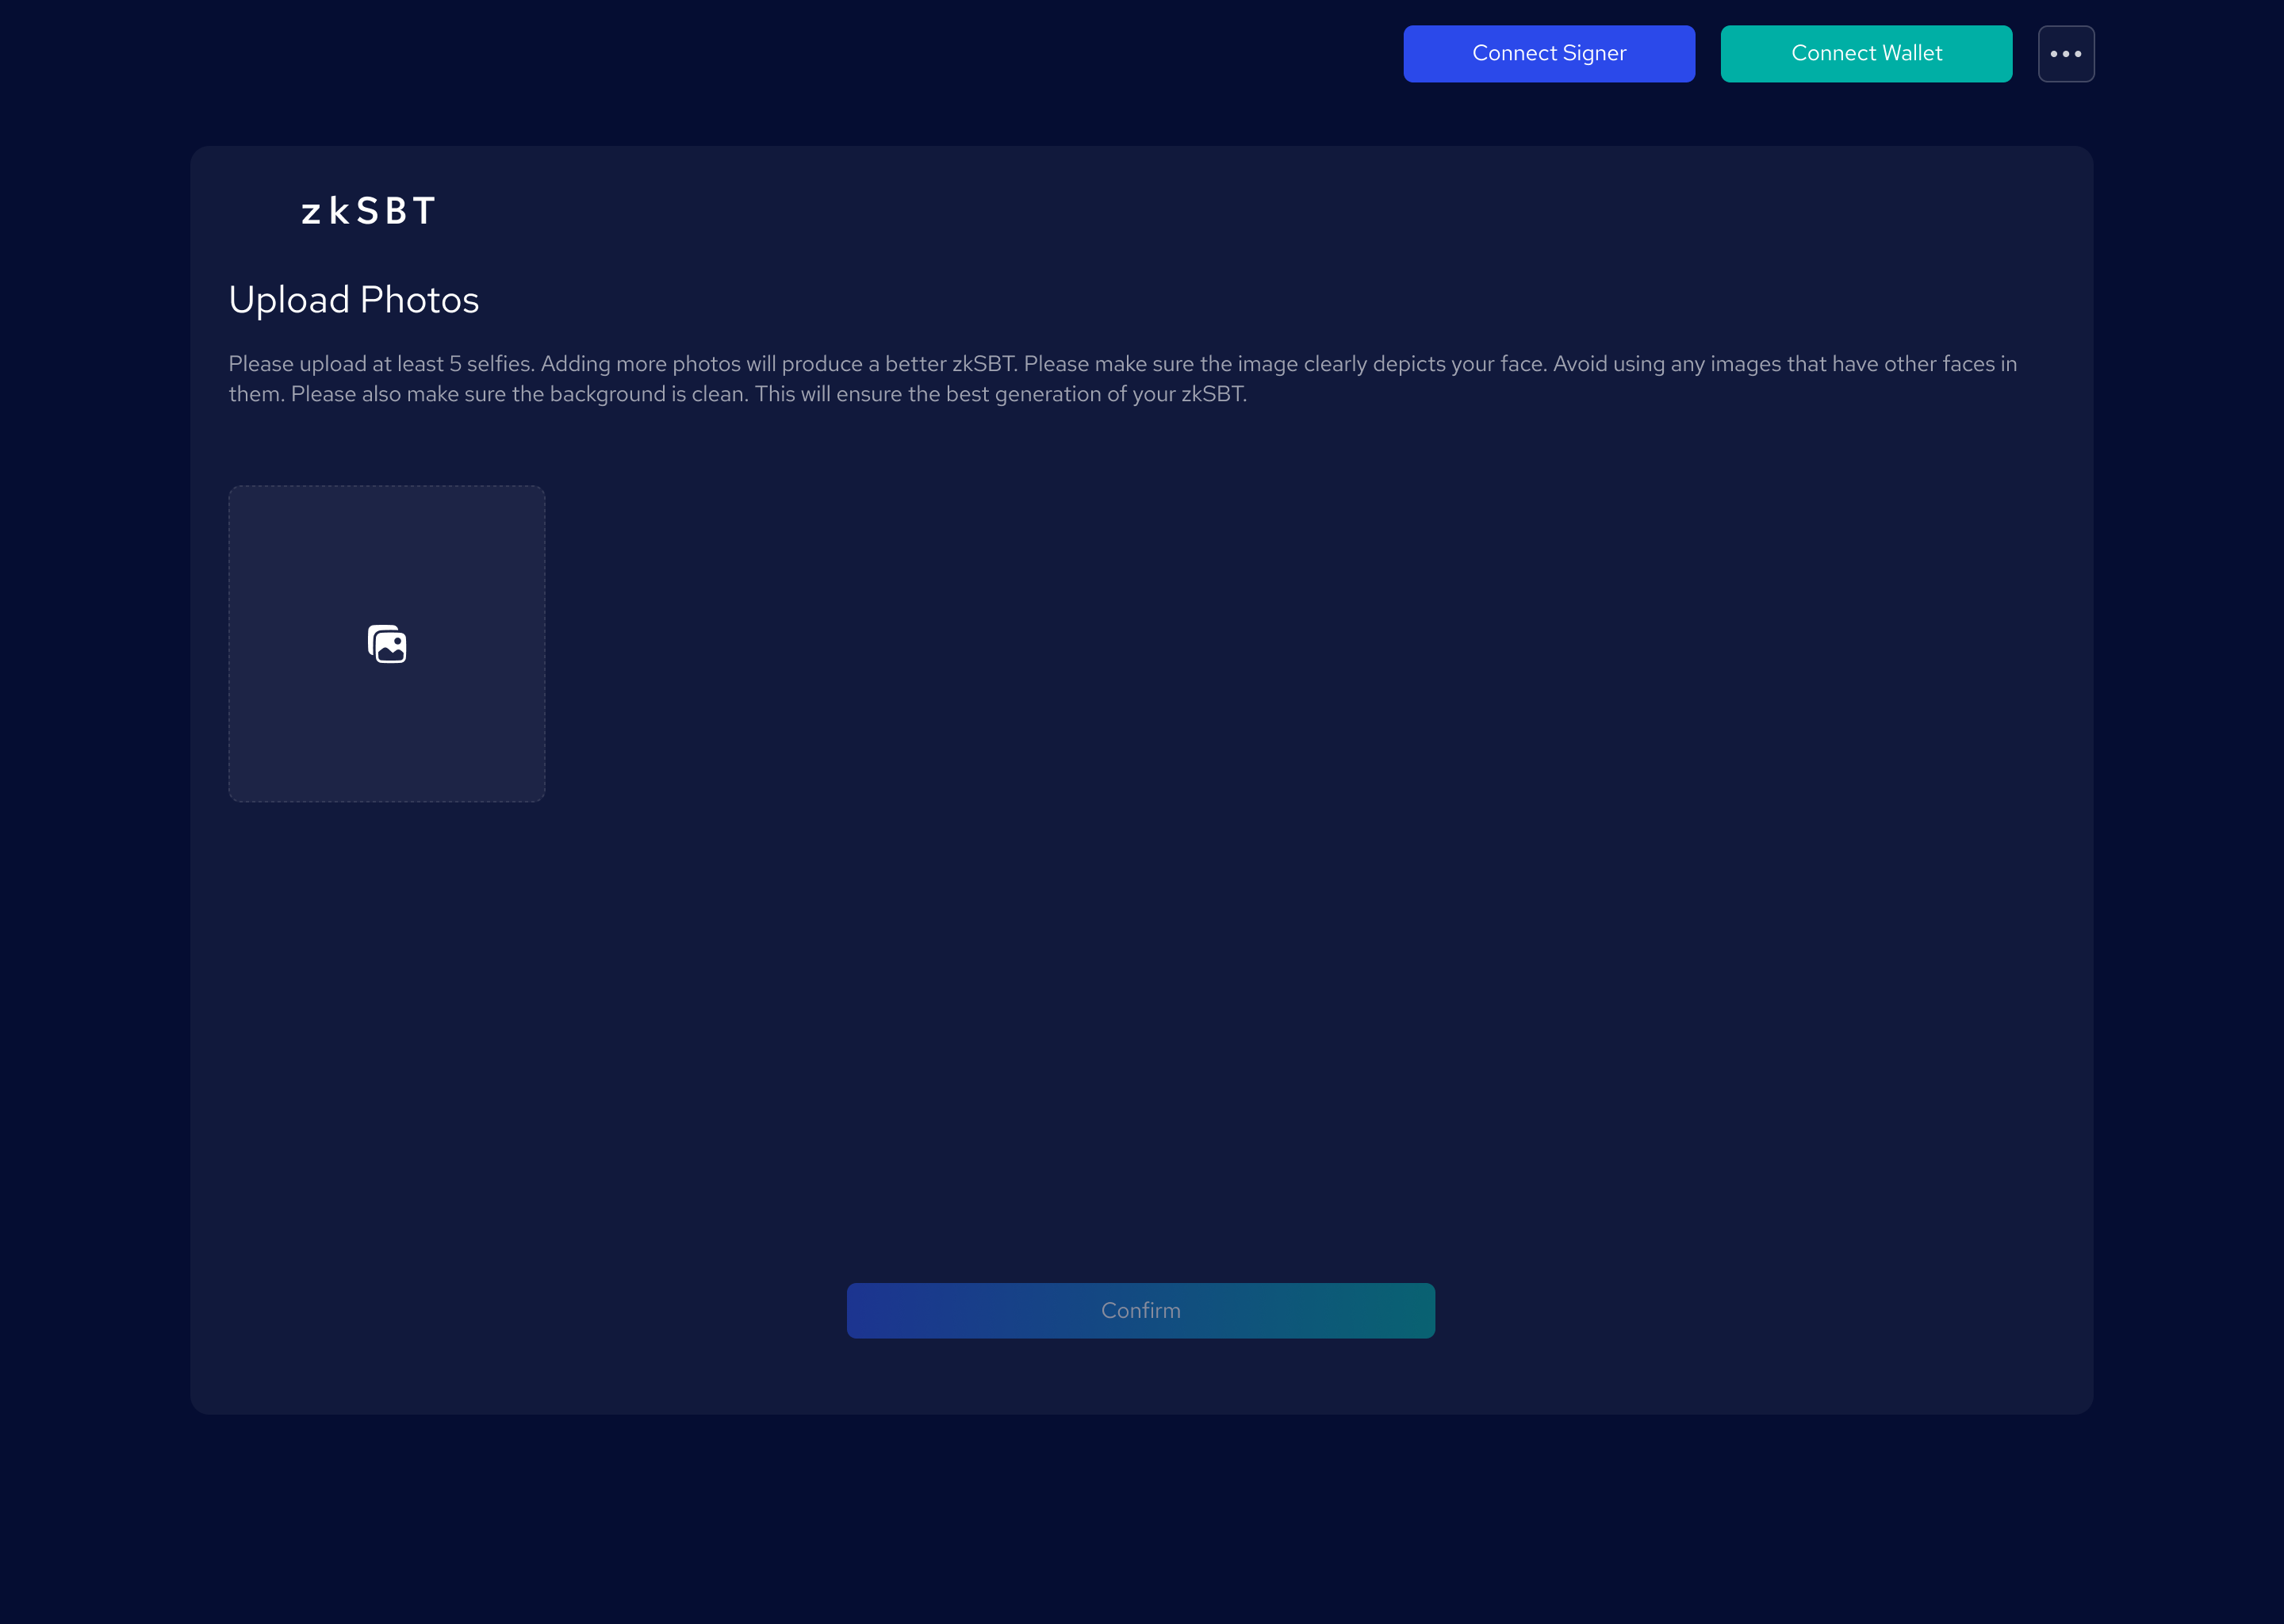 Connect Signer
Connect Wallet
zkSBT
Upload Photos
Please upload at least 5 selfies. Adding more photos will produce a better zkSBT. Please make sure the image clearly depicts your face. Avoid using any images that have other faces in
them. Please also make sure the background is clean. This will ensure the best generation of your zkSBT.
Confirm